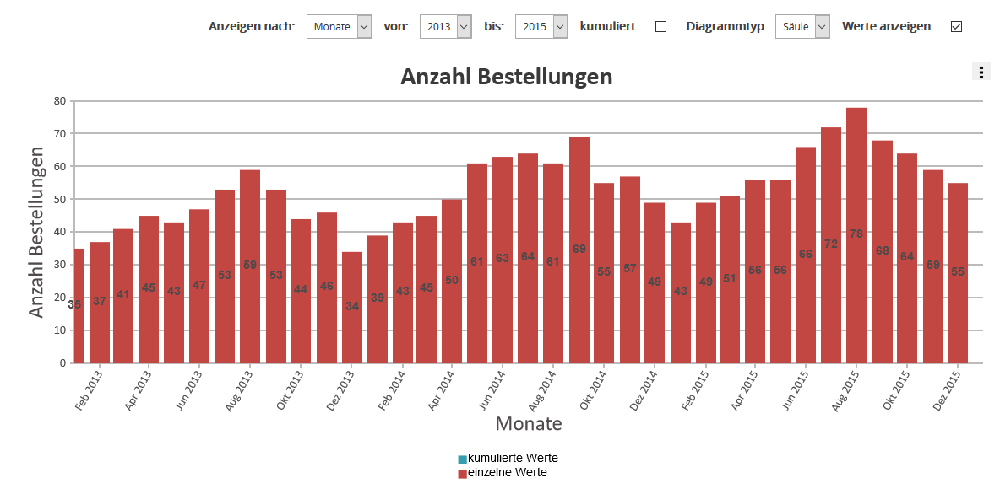 Anzeigen nach: Monate von: 2013 bis: 2015 kumuliert Diagrammtyp Säule Werte anzeigen
Anzahl Bestellungen
Anzahl Bestellungen
80
70
60
50
40
30
20
10
0
35 37 41 45 43 47 53 59 53 44 46 34 39 43 45 50 61 63 64 61 69 55 57 49 43 49 51 56 56 66 72 78 68 64 59 55
Feb 2013 Apr 2013 Jun 2013 Aug 2013 Okt 2013 Dez 2013 Feb 2014 Apr 2014 Jun 2014 Aug 2014 Okt 2014 Dez 2014 Feb 2015 Apr 2015 Jun 2015 Aug 2015 Okt 2015 Dez 2015
Monate
kumulierte Werte
einzelne Werte